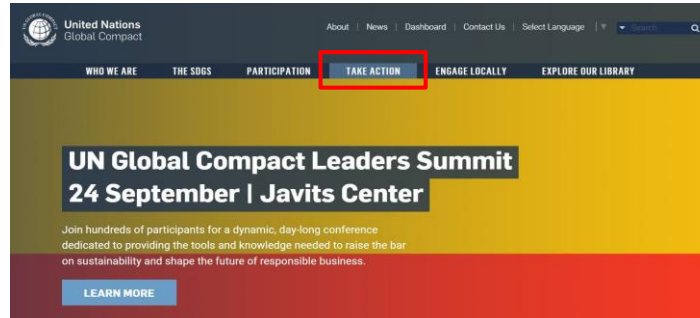 United Nations
Global Compact
About | News | Dashboard | Contact Us | Select Language | ▼ Search
WHO WE ARE THE SDGS PARTICIPATION TAKE ACTION ENGAGE LOCALLY EXPLORE OUR LIBRARY
UN Global Compact Leaders Summit
24 September | Javits Center
Join hundreds of participants for a dynamic, day-long conference
dedicated to providing the tools and knowledge needed to raise the bar
on sustainability and shape the future of responsible business.
LEARN MORE